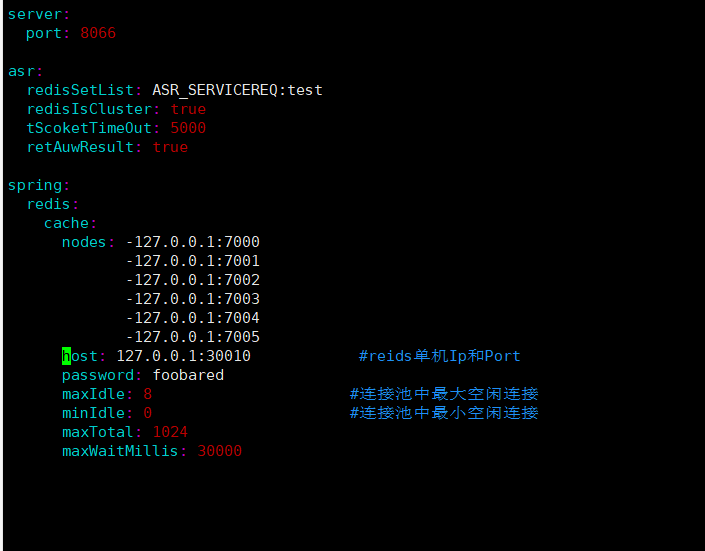 server:
  port: 8066

asr:
  redisSetList: ASR_SERVICEREQ:test
  redisIsCluster: true
  tScoketTimeOut: 5000
  retAuwResult: true

spring:
  redis:
    cache:
      nodes: -127.0.0.1:7000
             -127.0.0.1:7001
             -127.0.0.1:7002
             -127.0.0.1:7003
             -127.0.0.1:7004
             -127.0.0.1:7005
      host: 127.0.0.1:30010            #reids单机Ip和Port
      password: foobared
      maxIdle: 8                      #连接池中最大空闲连接
      minIdle: 0                      #连接池中最小空闲连接
      maxTotal: 1024
      maxWaitMillis: 30000